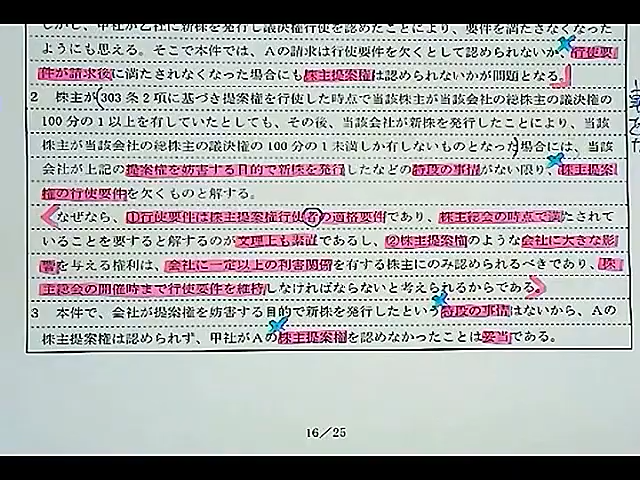 しかし、甲社が乙社に新株を発行し議決権行使を認めたことにより、要件を満たさなくなった
ようにも思える。そこで本件では、Aの請求は行使要件を欠くとして認められないか、行使要
件が請求後に満たされなくなった場合にも株主提案権は認められないかが問題となる。
2 株主が303条2項に基づき提案権を行使した時点で当該株主が当該会社の総株主の議決権の
100分の1以上を有していたとしても、その後、当該会社が新株を発行したことにより、当該
株主が当該会社の総株主の議決権の100分の1未満しか有しないものとなった場合には、当該
会社が上記の提案権を妨害する目的で新株を発行したなどの特段の事情がない限り、株主提案
権の行使要件を欠くものと解する。
なぜなら、①行使要件は株主提案権行使者の適格要件であり、株主総会の時点で満たされて
いることを要すると解するのが文理上も素直であるし、②株主提案権のような会社に大きな影
響を与える権利は、会社に一定以上の利害関係を有する株主にのみ認められるべきであり、株
主総会の開催時まで行使要件を維持しなければならないと考えられるからである。
3 本件で、会社が提案権を妨害する目的で新株を発行したという特段の事情はないから、Aの
株主提案権は認められず、甲社がAの株主提案権を認めなかったことは妥当である。
16/25